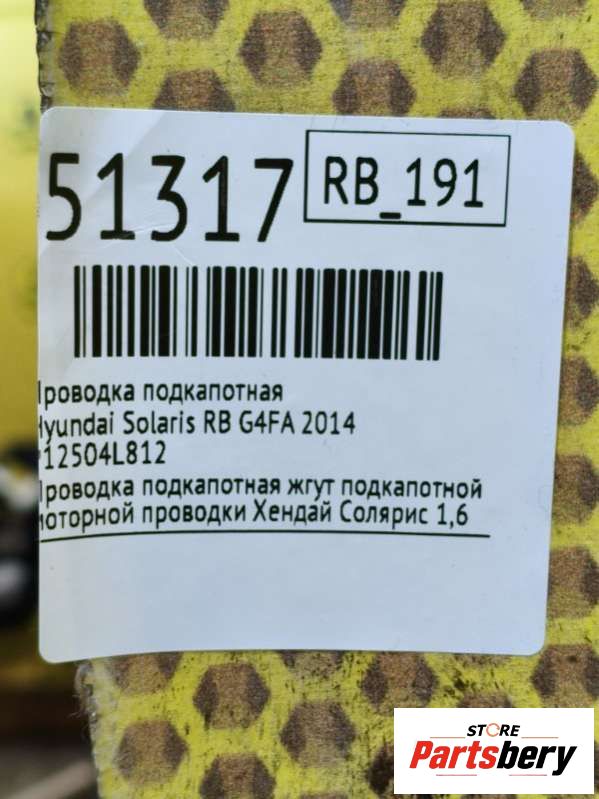 51317
RB_191
Проводка подкапотная
Hyundai Solaris RB G4FA 2014
*12504L812
Проводка подкапотная жгут подкапотной
моторной проводки Хендай Солярис 1,6
STORE
Partsbery